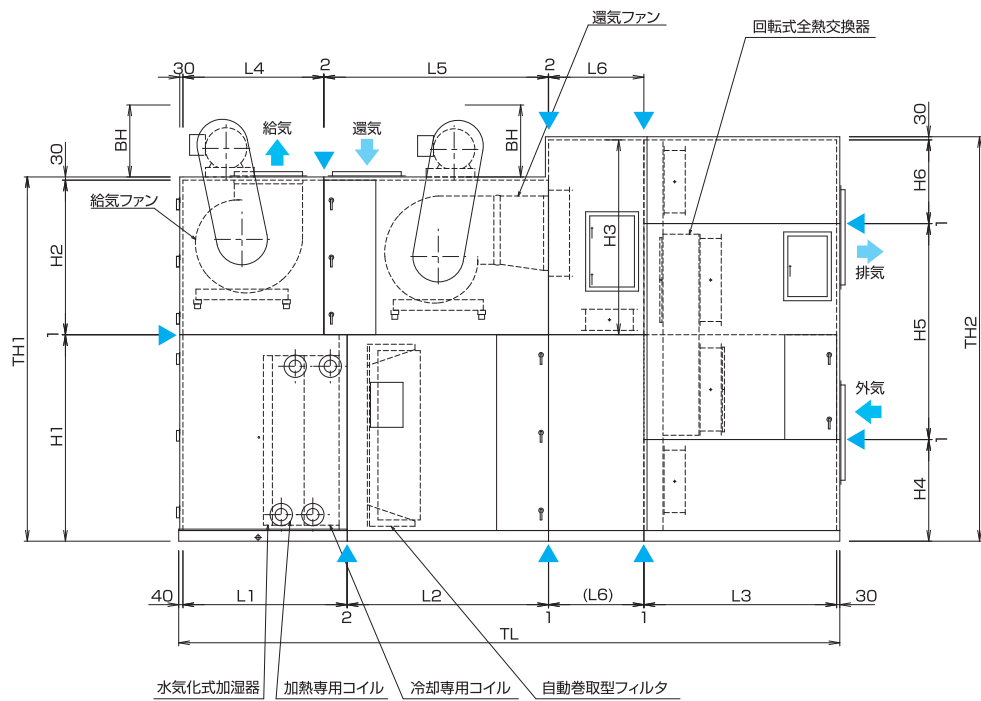 還気ファン
回転式全熱交換器
30
L4
2
L5
2
L6
BH
給気
還気
BH
30
30
給気ファン
H2
H3
H6
排気
1
1
TH1
H5
TH2
外気
H1
1
H4
40
L1
L2
(L6)
L3
30
2
1
1
TL
水気化式加湿器
加熱専用コイル
冷却専用コイル
自動巻取型フィルタ